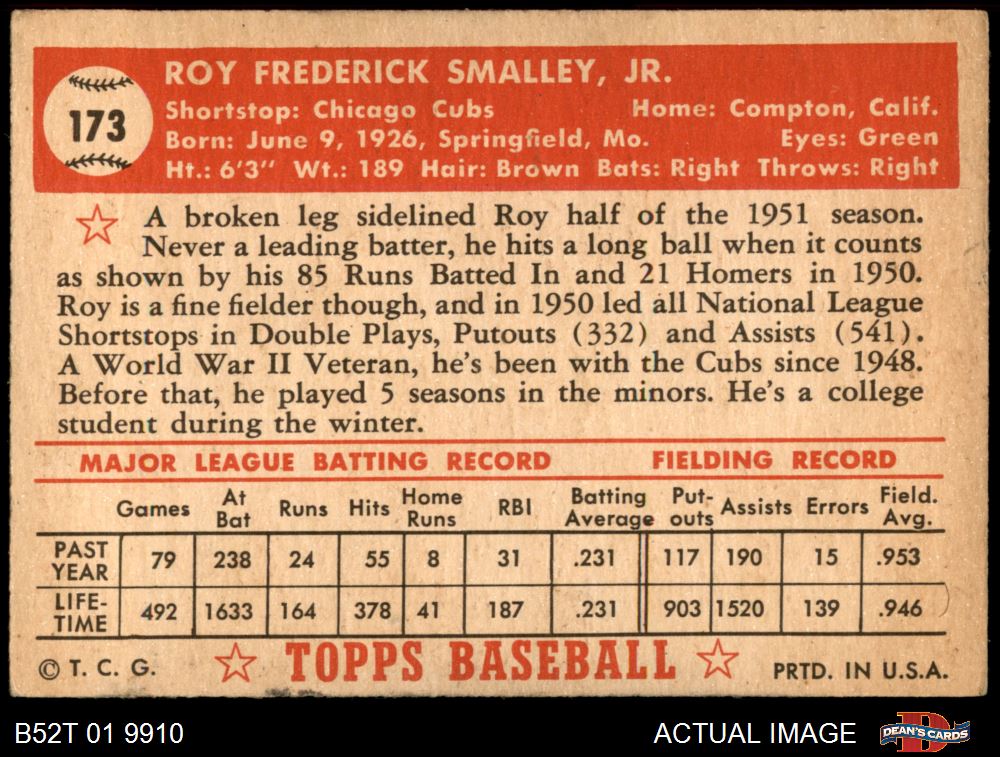 173
ROY FREDERICK SMALLEY, JR.
Shortstop: Chicago Cubs Home: Compton, Calif.
Born: June 9, 1926, Springfield, Mo. Eyes: Green
Ht.: 6'3" Wt.: 189 Hair: Brown Bats: Right Throws: Right
A broken leg sidelined Roy half of the 1951 season.
Never a leading batter, he hits a long ball when it counts
as shown by his 85 Runs Batted In and 21 Homers in 1950.
Roy is a fine fielder though, and in 1950 led all National League
Shortstops in Double Plays, Putouts (332) and Assists (541).
A World War II Veteran, he's been with the Cubs since 1948.
Before that, he played 5 seasons in the minors. He's a college
student during the winter.
MAJOR LEAGUE BATTING RECORD FIELDING RECORD
Games At Bat Runs Hits Home Runs RBI Batting Average Put-outs Assists Errors Field. Avg.
PAST YEAR 79 238 24 55 8 31 .231 117 190 15 .953
LIFE-TIME 492 1633 164 378 41 187 .231 903 1520 139 .946
© T. C. G. TOPPS BASEBALL PRTD. IN U.S.A.
B52T 01 9910 ACTUAL IMAGE DEAN'S CARDS